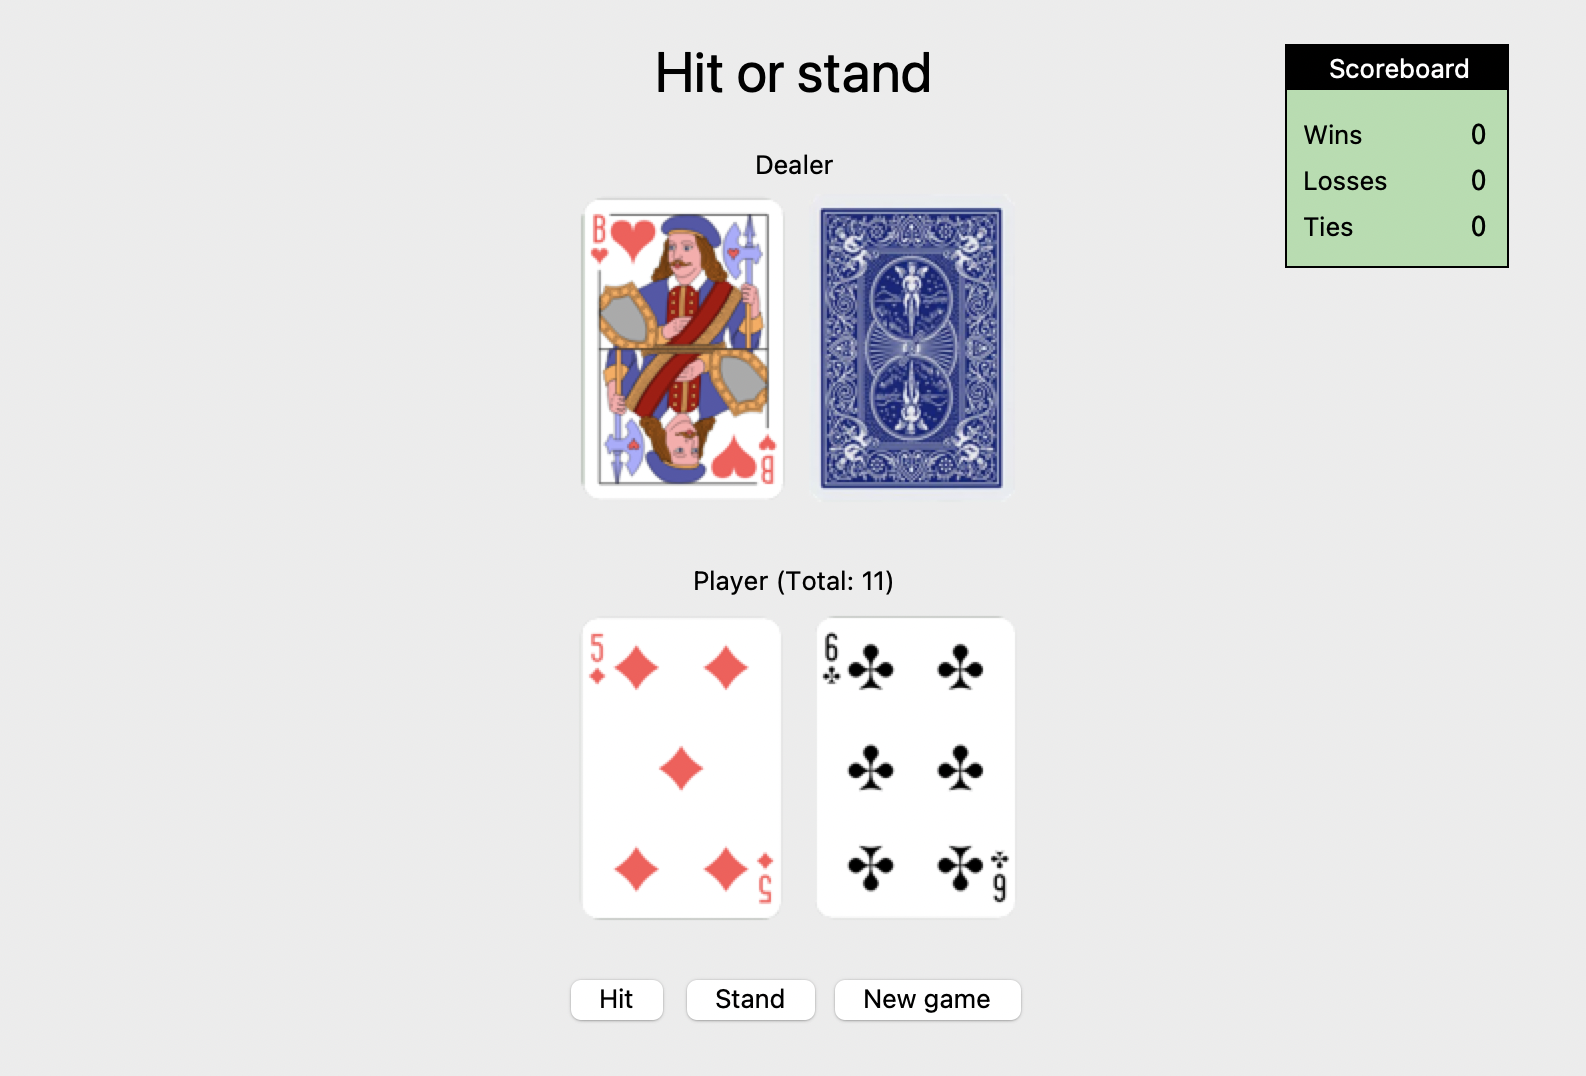 Hit or stand
Scoreboard
Wins 0
Losses 0
Ties 0
Dealer
B
B
Player (Total: 11)
5
5
6
6
Hit
Stand
New game